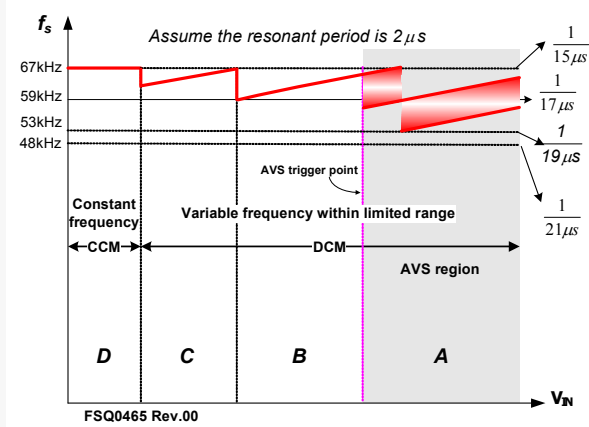 fs
Assume the resonant period is 2μs
67kHz
59kHz
53kHz
48kHz
1
15μs
1
17μs
1
19μs
1
21μs
AVS trigger point
Constant
frequency
Variable frequency within limited range
CCM
DCM
AVS region
D
C
B
A
VIN
FSQ0465 Rev.00